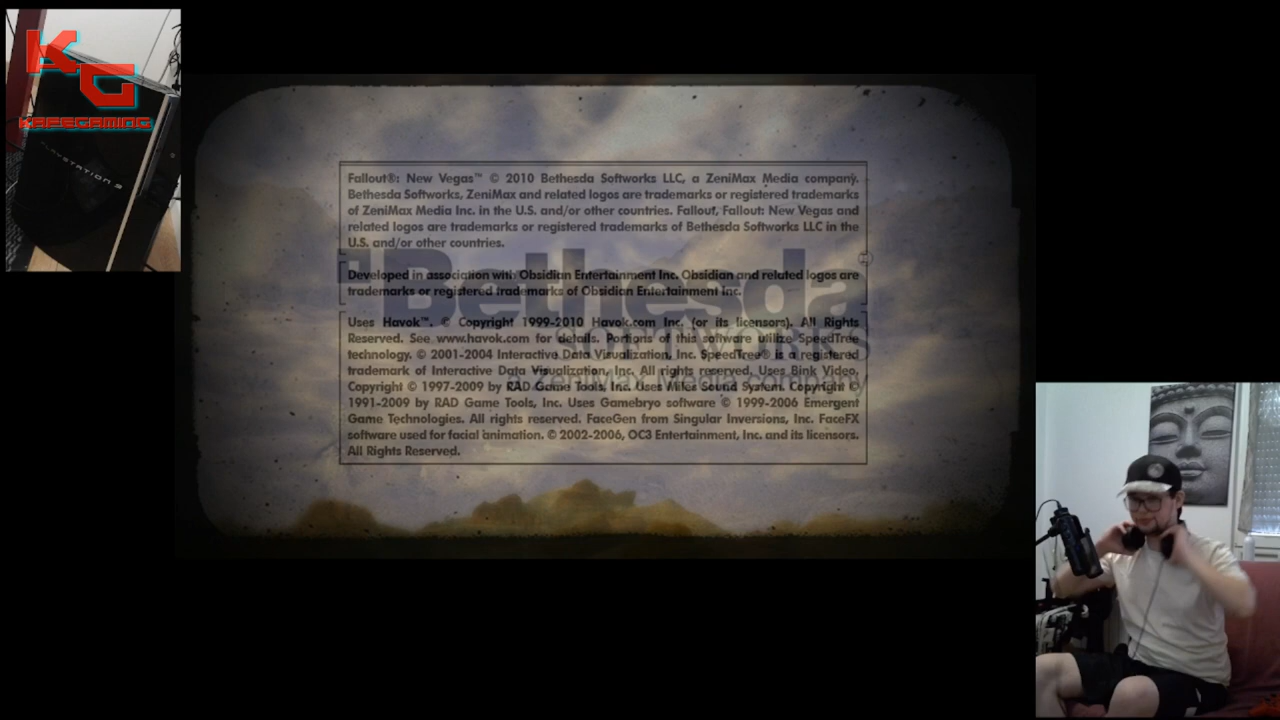 KG
KAFEGAMING
PLAYSTATION 3
Fallout®: New Vegas™ © 2010 Bethesda Softworks LLC, a ZeniMax Media company.
Bethesda Softworks, ZeniMax and related logos are trademarks or registered trademarks
of ZeniMax Media Inc. in the U.S. and/or other countries. Fallout, Fallout: New Vegas and
related logos are trademarks or registered trademarks of Bethesda Softworks LLC in the
U.S. and/or other countries.
Bethesda
SOFTWORKS
a ZeniMax Media company
Developed in association with Obsidian Entertainment Inc. Obsidian and related logos are
trademarks or registered trademarks of Obsidian Entertainment Inc.
Uses Havok™. © Copyright 1999-2010 Havok.com Inc. (or its licensors). All Rights
Reserved. See www.havok.com for details. Portions of this software utilize SpeedTree
technology. © 2001-2004 Interactive Data Visualization, Inc. SpeedTree® is a registered
trademark of Interactive Data Visualization, Inc. All rights reserved. Uses Bink Video.
Copyright © 1997-2009 by RAD Game Tools, Inc. Uses Miles Sound System. Copyright ©
1991-2009 by RAD Game Tools, Inc. Uses Gamebryo software © 1999-2006 Emergent
Game Technologies. All rights reserved. FaceGen from Singular Inversions, Inc. FaceFX
software used for facial animation. © 2002-2006, OC3 Entertainment, Inc. and its licensors.
All Rights Reserved.